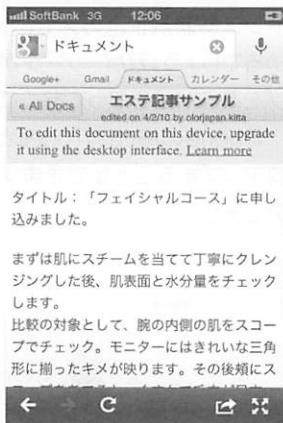 SoftBank 3G 12:06
ドキュメント
Google+ Gmail ドキュメント カレンダー その他
« All Docs
エステ記事サンプル
edited on 4/2/10 by olorjapan.kitta
To edit this document on this device, upgrade
it using the desktop interface. Learn more
タイトル：「フェイシャルコース」に申し
込みました。
まずは肌にスチームを当てて丁寧にクレン
ジングした後、肌表面と水分量をチェック
します。
比較の対象として、腕の内側の肌をスコー
プでチェック。モニターにはきれいな三角
形に揃ったキメが映ります。その後頬にス